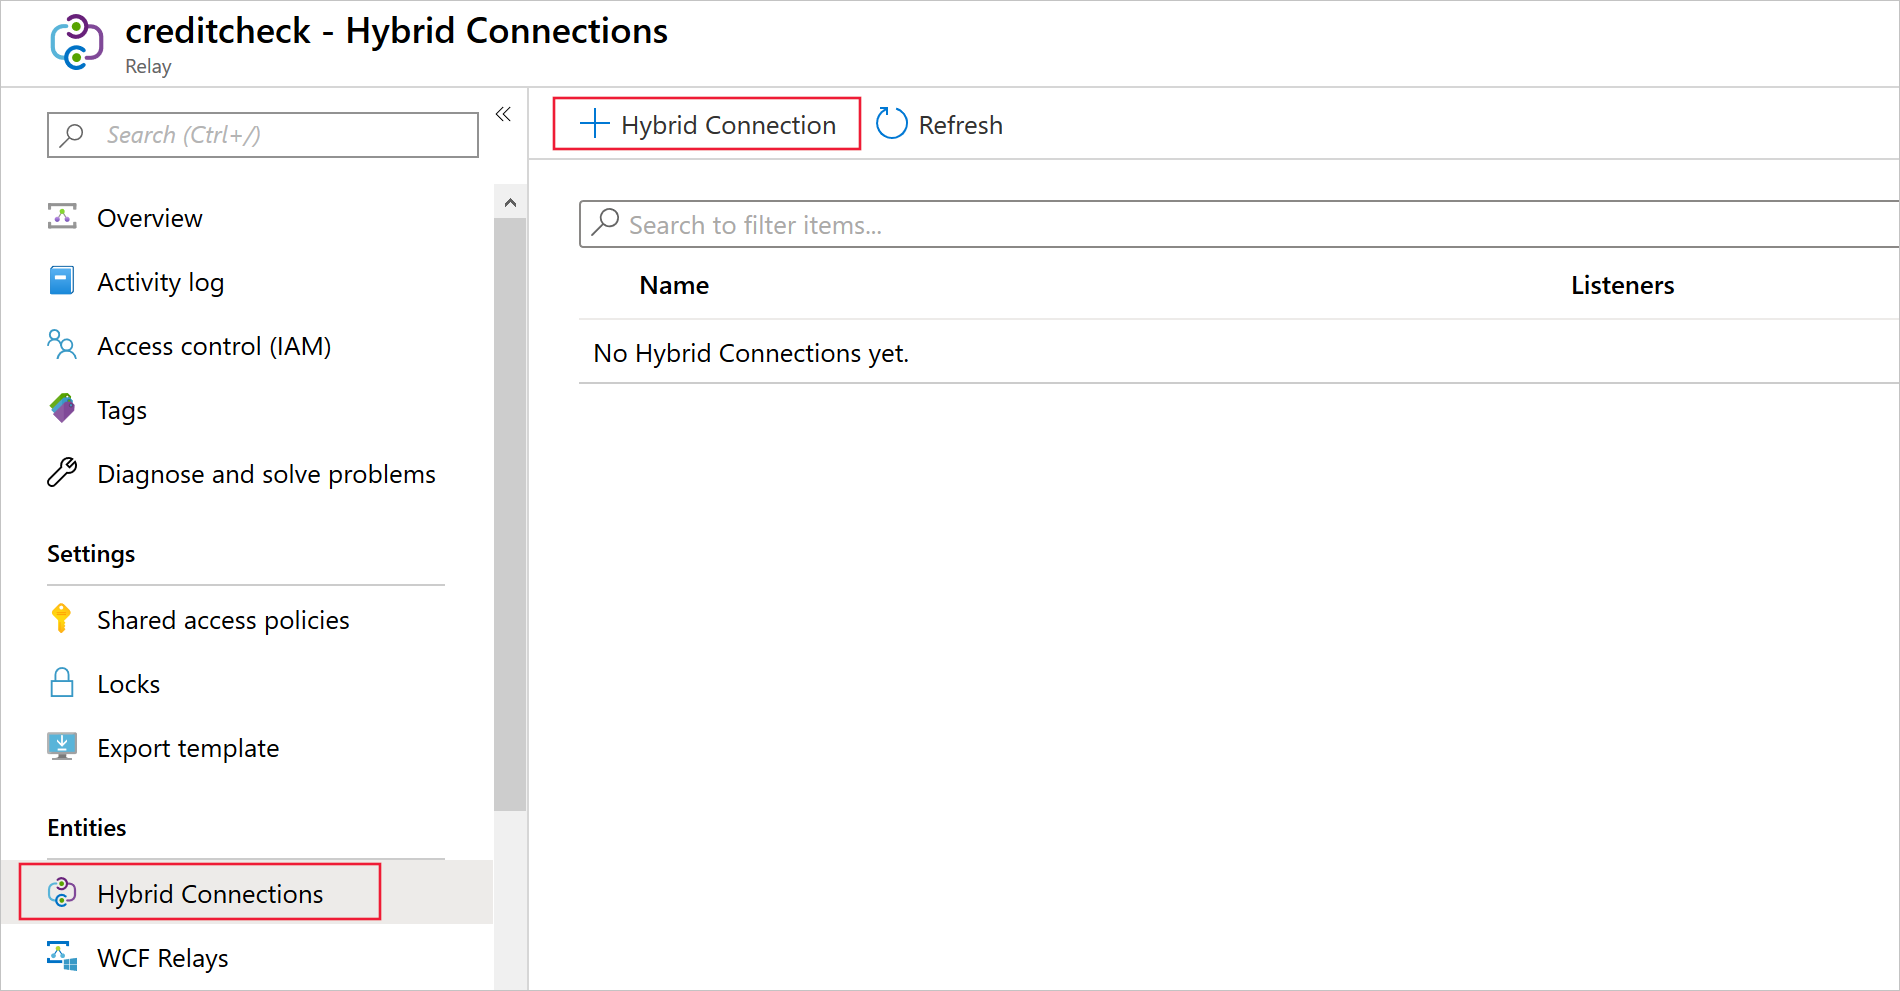 creditcheck - Hybrid Connections
Relay
Search (Ctrl+/)
Overview
Activity log
Access control (IAM)
Tags
Diagnose and solve problems
Settings
Shared access policies
Locks
Export template
Entities
Hybrid Connections
WCF Relays
Hybrid Connection
Refresh
Search to filter items...
Name
Listeners
No Hybrid Connections yet.